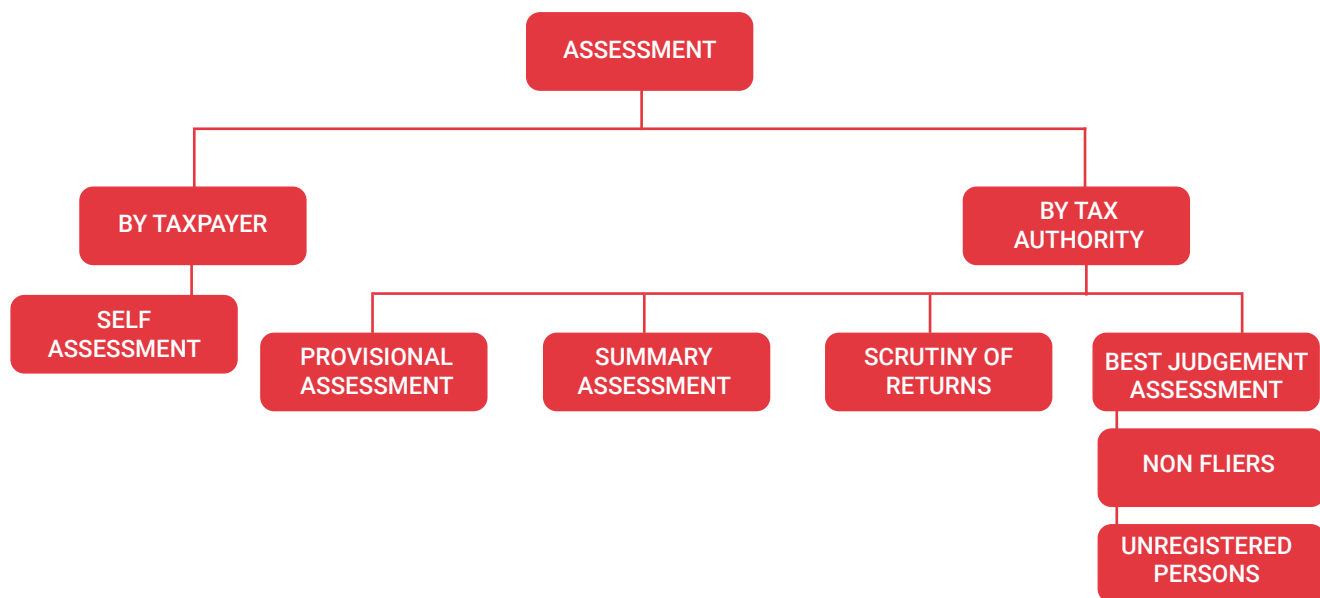 ASSESSMENT
BY TAXPAYER
BY TAX
AUTHORITY
SELF
ASSESSMENT
PROVISIONAL
ASSESSMENT
SUMMARY
ASSESSMENT
SCRUTINY OF
RETURNS
BEST JUDGEMENT
ASSESSMENT
NON FLIERS
UNREGISTERED
PERSONS